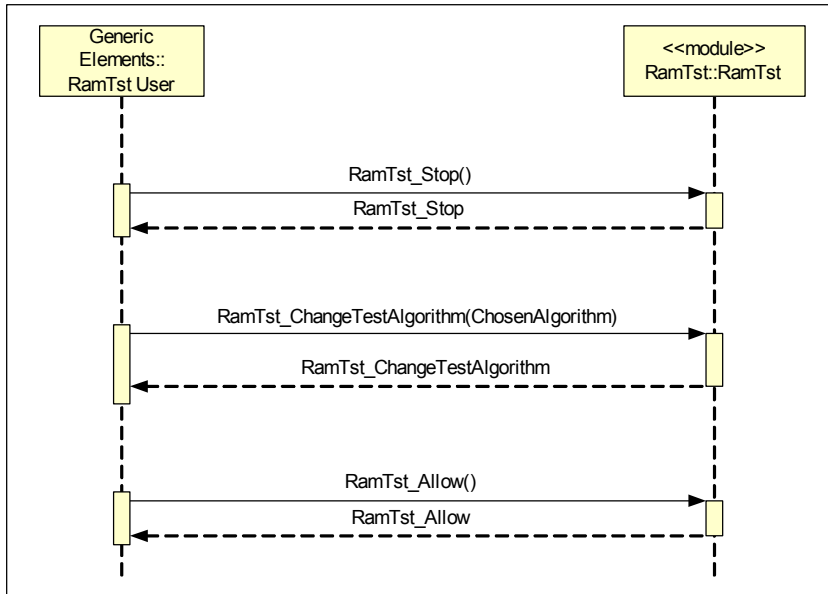 Generic
Elements::
RamTst User
<<module>>
RamTst::RamTst
RamTst_Stop()
RamTst_Stop
RamTst_ChangeTestAlgorithm(ChosenAlgorithm)
RamTst_ChangeTestAlgorithm
RamTst_Allow()
RamTst_Allow